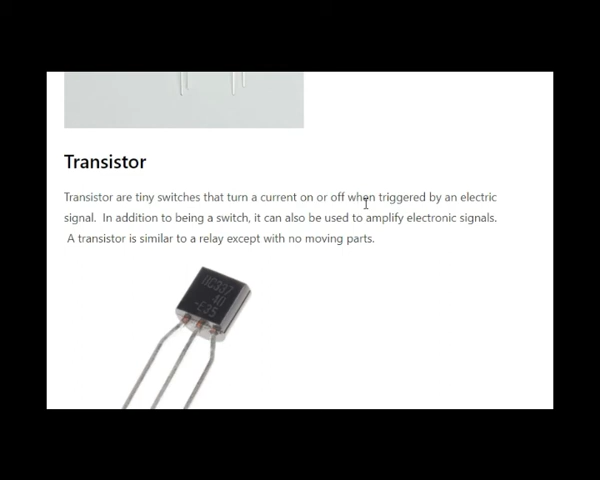 Transistor
Transistor are tiny switches that turn a current on or off when triggered by an electric
signal.  In addition to being a switch, it can also be used to amplify electronic signals.
A transistor is similar to a relay except with no moving parts.
-E35